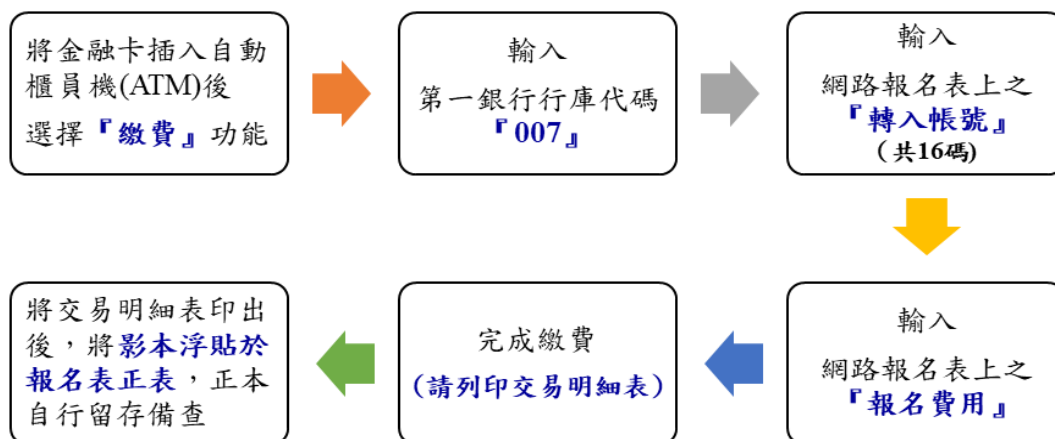 將金融卡插入自動
櫃員機(ATM)後
選擇『繳費』功能
輸入
第一銀行行庫代碼
『007』
輸入
網路報名表上之
『轉入帳號』
(共16碼)
輸入
網路報名表上之
『報名費用』
完成繳費
(請列印交易明細表)
將交易明細表印出
後，將影本浮貼於
報名表正表，正本
自行留存備查